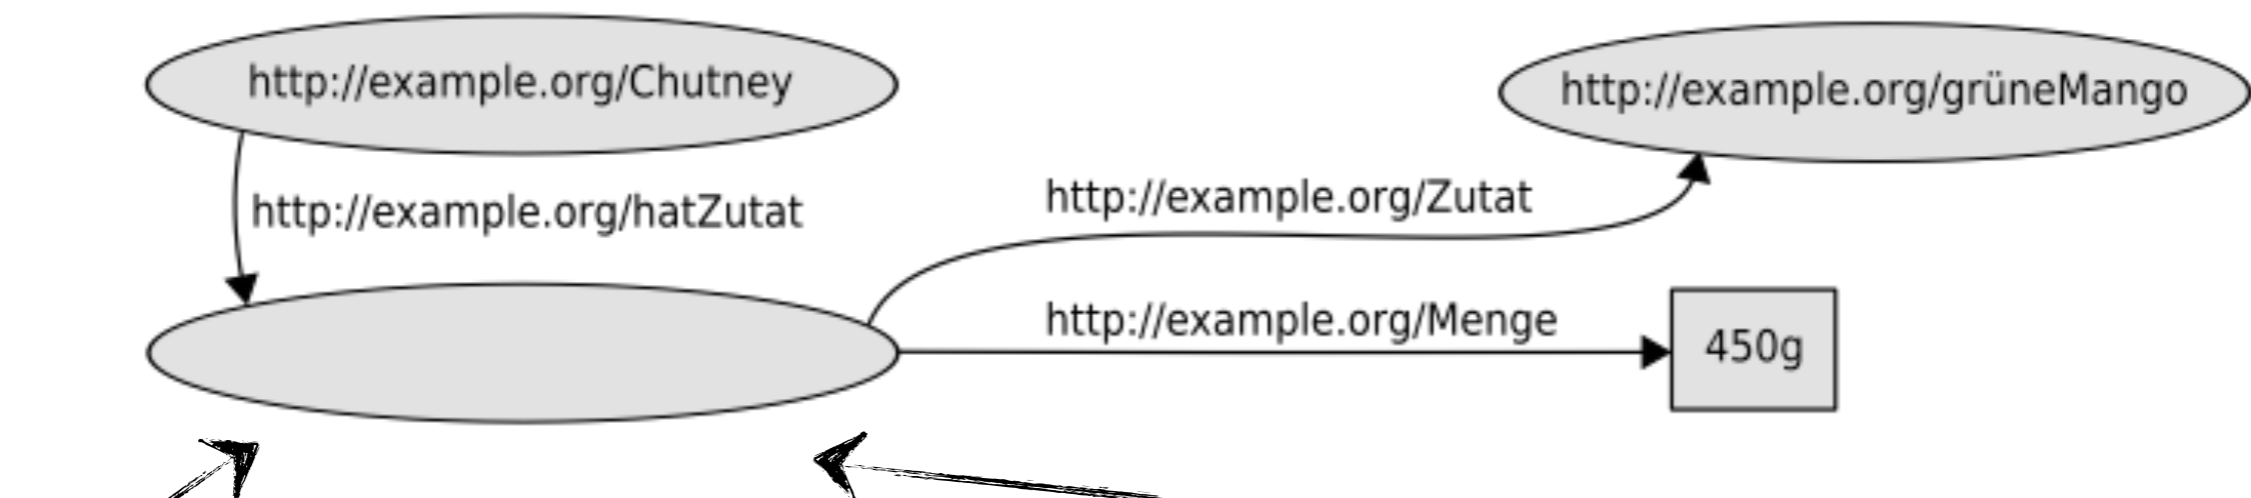 http://example.org/Chutney
http://example.org/grüneMango
http://example.org/hatZutat
http://example.org/Zutat
http://example.org/Menge
450g